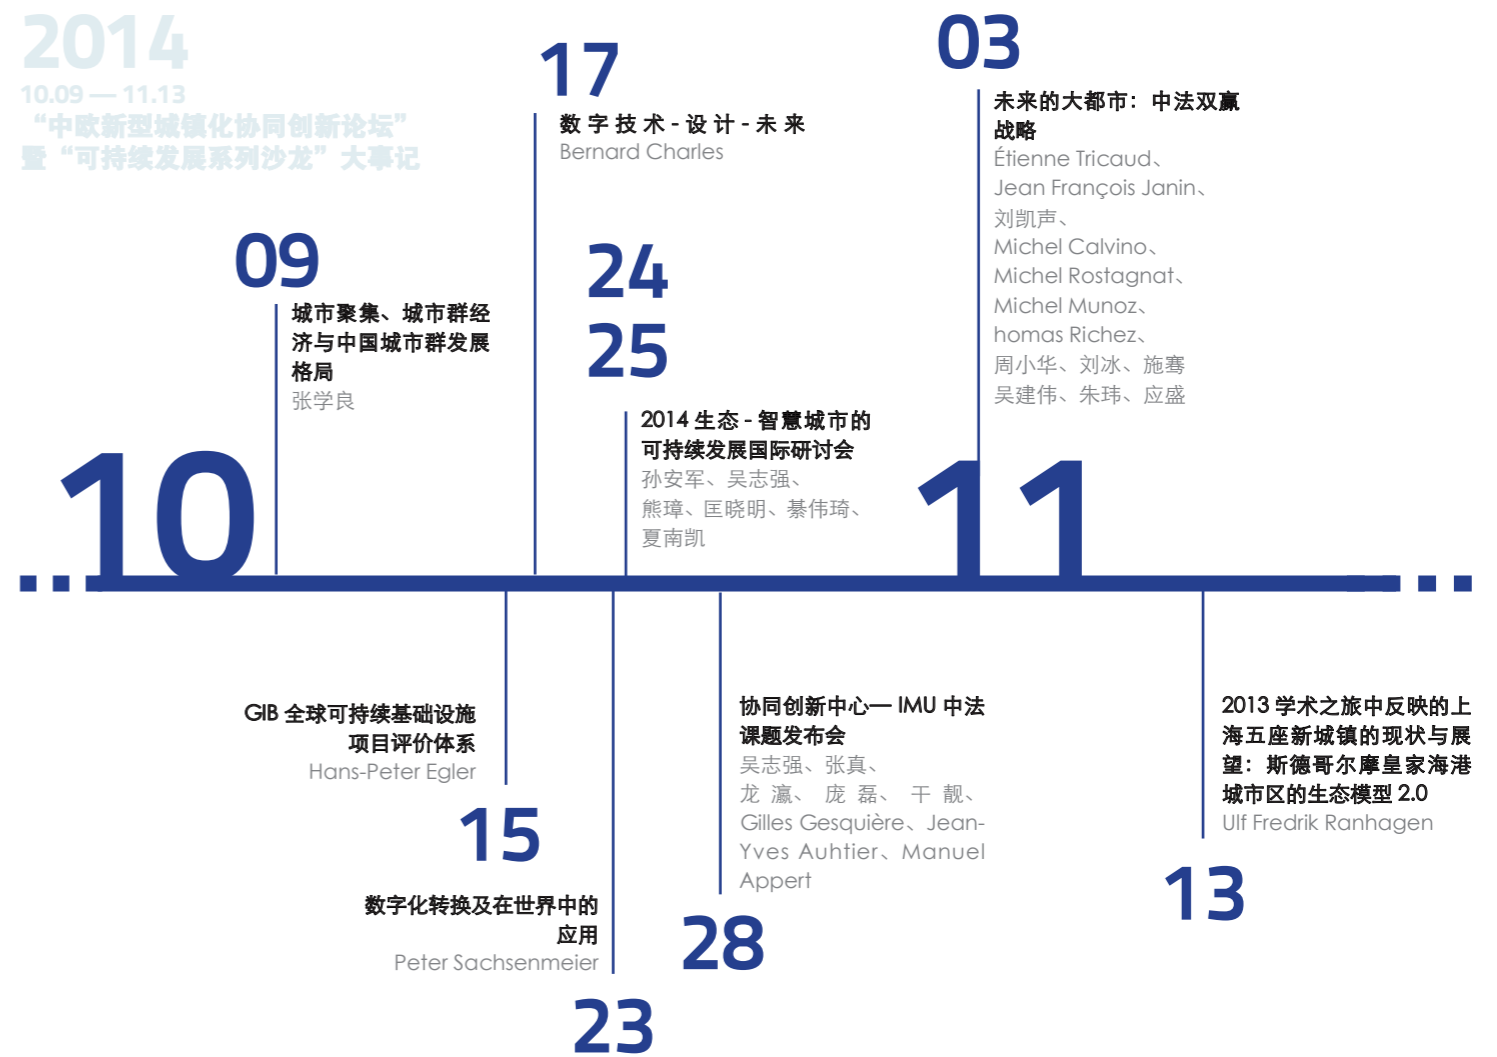 2014
10.09 — 11.13
“中欧新型城镇化协同创新论坛”
暨“可持续发展系列沙龙”大事记
10
09
城市聚集、城市群经
济与中国城市群发展
格局
张学良
GIB 全球可持续基础设施
项目评价体系
Hans-Peter Egler
15
17
数字技术-设计-未来
Bernard Charles
数字化转换及在世界中的
应用
Peter Sachsenmeier
23
24
25
2014 生态 - 智慧城市的
可持续发展国际研讨会
孙安军、吴志强、
熊璋、匡晓明、綦伟琦、
夏南凯
协同创新中心— IMU 中法
课题发布会
吴志强、张真、
龙瀛、庞磊、干靓、
Gilles Gesquière、Jean-
Yves Auhtier、Manuel
Appert
28
11
03
未来的大都市：中法双赢
战略
Étienne Tricaud、
Jean François Janin、
刘凯声、
Michel Calvino、
Michel Rostagnat、
Michel Munoz、
homas Richez、
周小华、刘冰、施骞
吴建伟、朱玮、应盛
2013 学术之旅中反映的上
海五座新城镇的现状与展
望：斯德哥尔摩皇家海港
城市区的生态模型 2.0
Ulf Fredrik Ranhagen
13